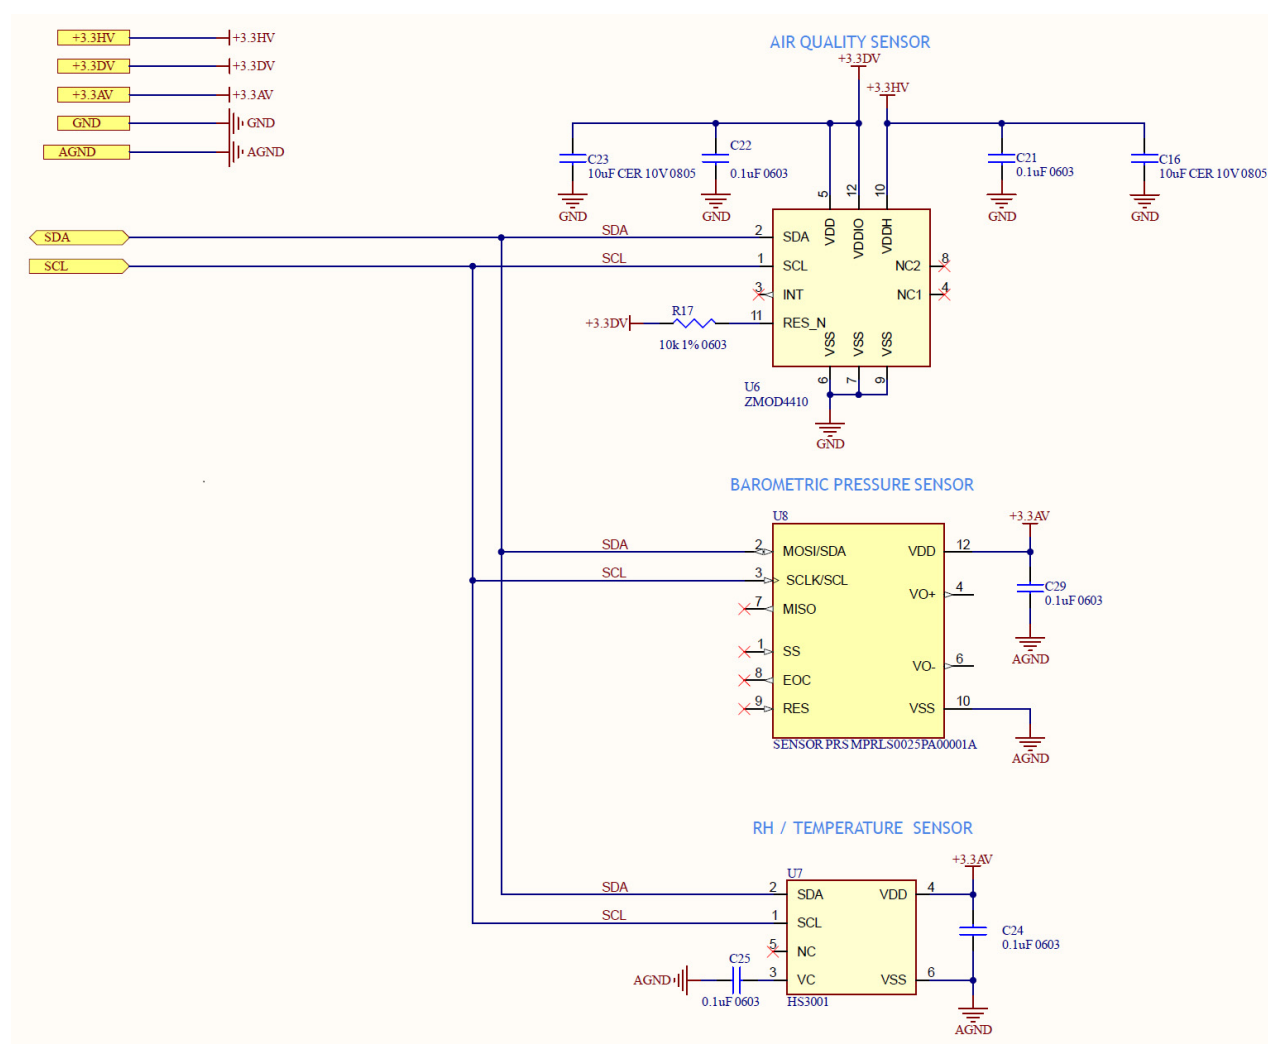 +3.3HV
+3.3HV
+3.3DV
+3.3DV
+3.3AV
+3.3AV
GND
GND
AGND
AGND
AIR QUALITY SENSOR
+3.3DV
+3.3HV
C23
10uF CER 10V 0805
C22
0.1uF 0603
C21
0.1uF 0603
C16
10uF CER 10V 0805
GND
GND
GND
GND
5
12
10
VDD
VDDIO
VDDH
SDA
SDA
2
SDA
SCL
SCL
1
SCL
NC2
8
3
INT
NC1
4
+3.3DV
R17
10k 1% 0603
11
RES_N
VSS
VSS
VSS
6
7
9
U6
ZMOD4410
GND
BAROMETRIC PRESSURE SENSOR
U8
+3.3AV
SDA
2
MOSI/SDA
VDD
12
SCL
3
SCLK/SCL
VO+
4
C29
0.1uF 0603
7
MISO
1
SS
VO-
6
AGND
8
EOC
9
RES
VSS
10
SENSOR PRS MPRLS0025PA00001A
AGND
RH / TEMPERATURE SENSOR
U7
+3.3AV
SDA
2
SDA
VDD
4
SCL
1
SCL
C24
0.1uF 0603
5
NC
AGND
C25
0.1uF 0603
3
VC
VSS
6
HS3001
AGND